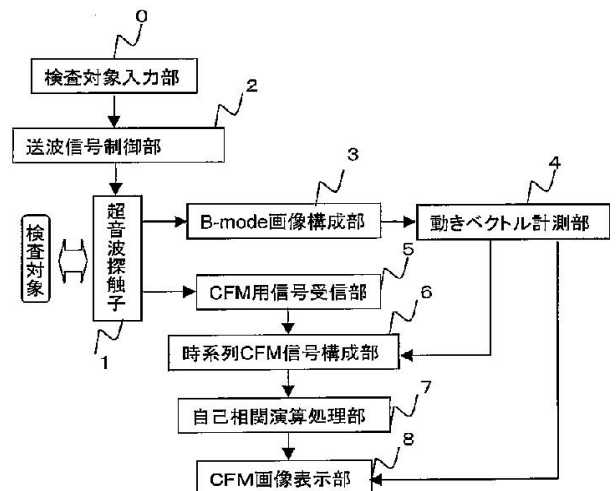 0
検査対象入力部
2
送波信号制御部
3
4
超音波探触子
B-mode画像構成部
動きベクトル計測部
検査対象
5
CFM用信号受信部
6
1
時系列CFM信号構成部
7
自己相関演算処理部
8
CFM画像表示部